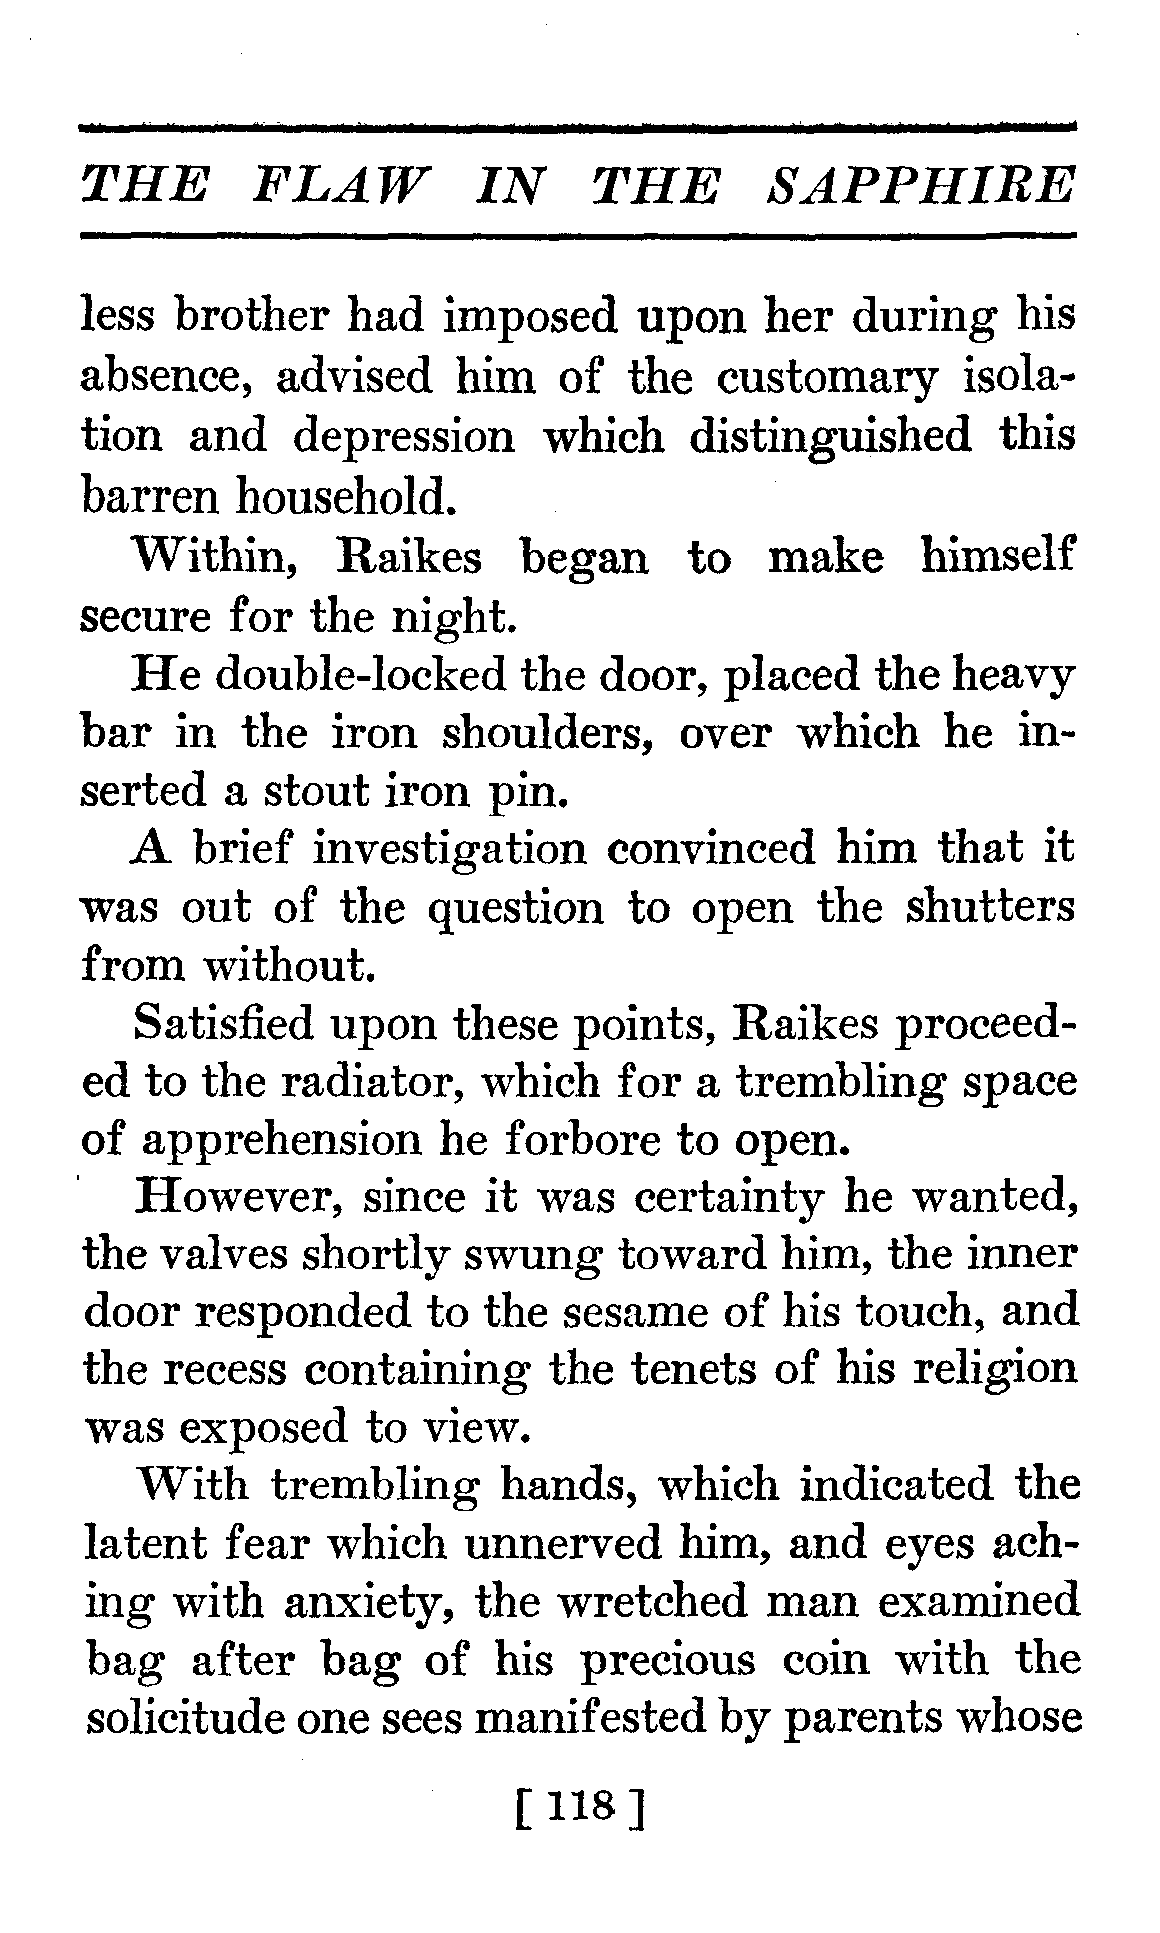 THE FLAW IN THE SAPPHIRE
less brother had imposed upon her during his
absence, advised him of the customary isola-
tion and depression which distinguished this
barren household.
Within, Raikes began to make himself
secure for the night.
He double-locked the door, placed the heavy
bar in the iron shoulders, over which he in-
serted a stout iron pin.
A brief investigation convinced him that it
was out of the question to open the shutters
from without.
Satisfied upon these points, Raikes proceed-
ed to the radiator, which for a trembling space
of apprehension he forbore to open.
However, since it was certainty he wanted,
the valves shortly swung toward him, the inner
door responded to the sesame of his touch, and
the recess containing the tenets of his religion
was exposed to view.
With trembling hands, which indicated the
latent fear which unnerved him, and eyes ach-
ing with anxiety, the wretched man examined
bag after bag of his precious coin with the
solicitude one sees manifested by parents whose
[ 118 ]